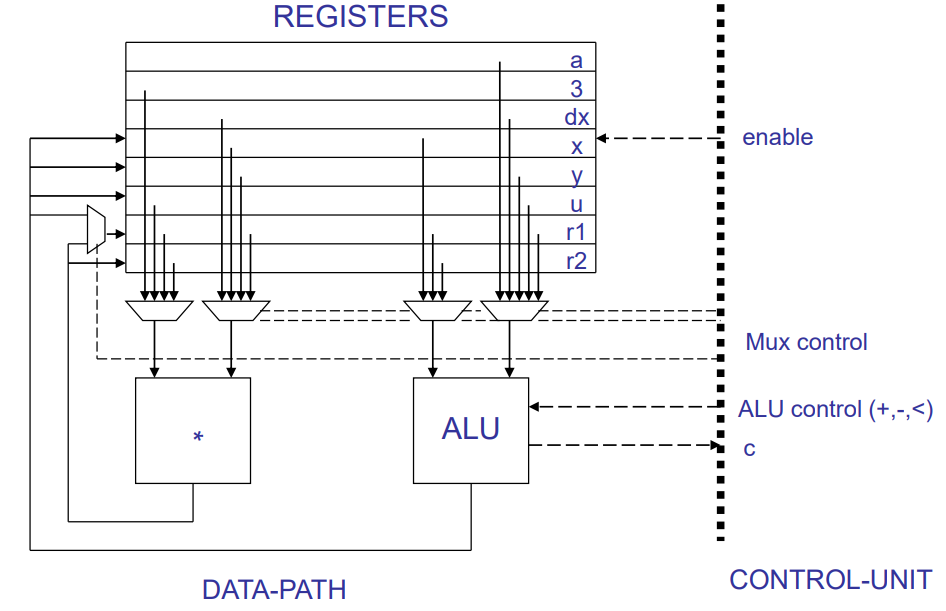 REGISTERS
a
3
dx
x
y
u
r1
r2
enable
Mux control
*
ALU
ALU control (+,-,<)
c
DATA-PATH
CONTROL-UNIT